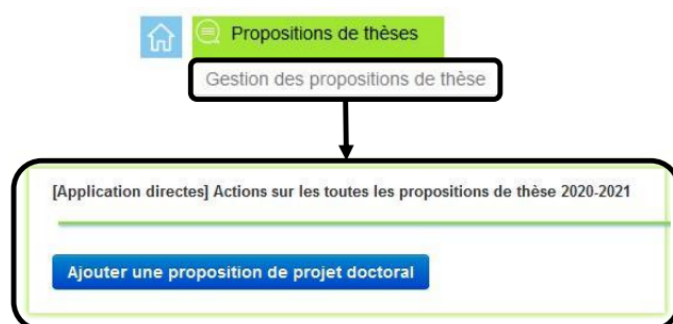 Propositions de thèses
Gestion des propositions de thèse
[Application directes] Actions sur les toutes les propositions de thèse 2020-2021
Ajouter une proposition de projet doctoral